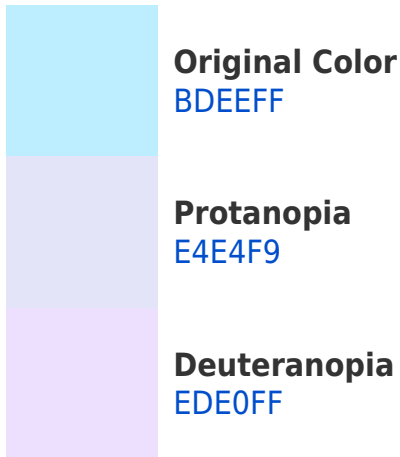 Original Color
BDEEFF
Protanopia
E4E4F9
Deuteranopia
EDE0FF